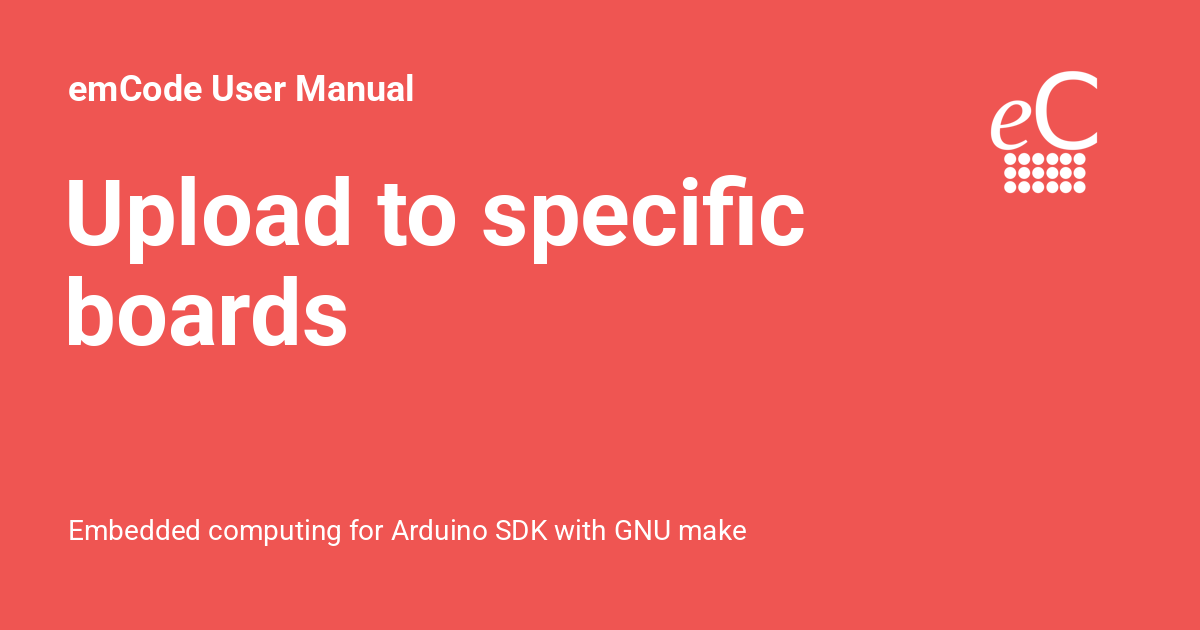 emCode User Manual
eC
Upload to specific
boards
Embedded computing for Arduino SDK with GNU make